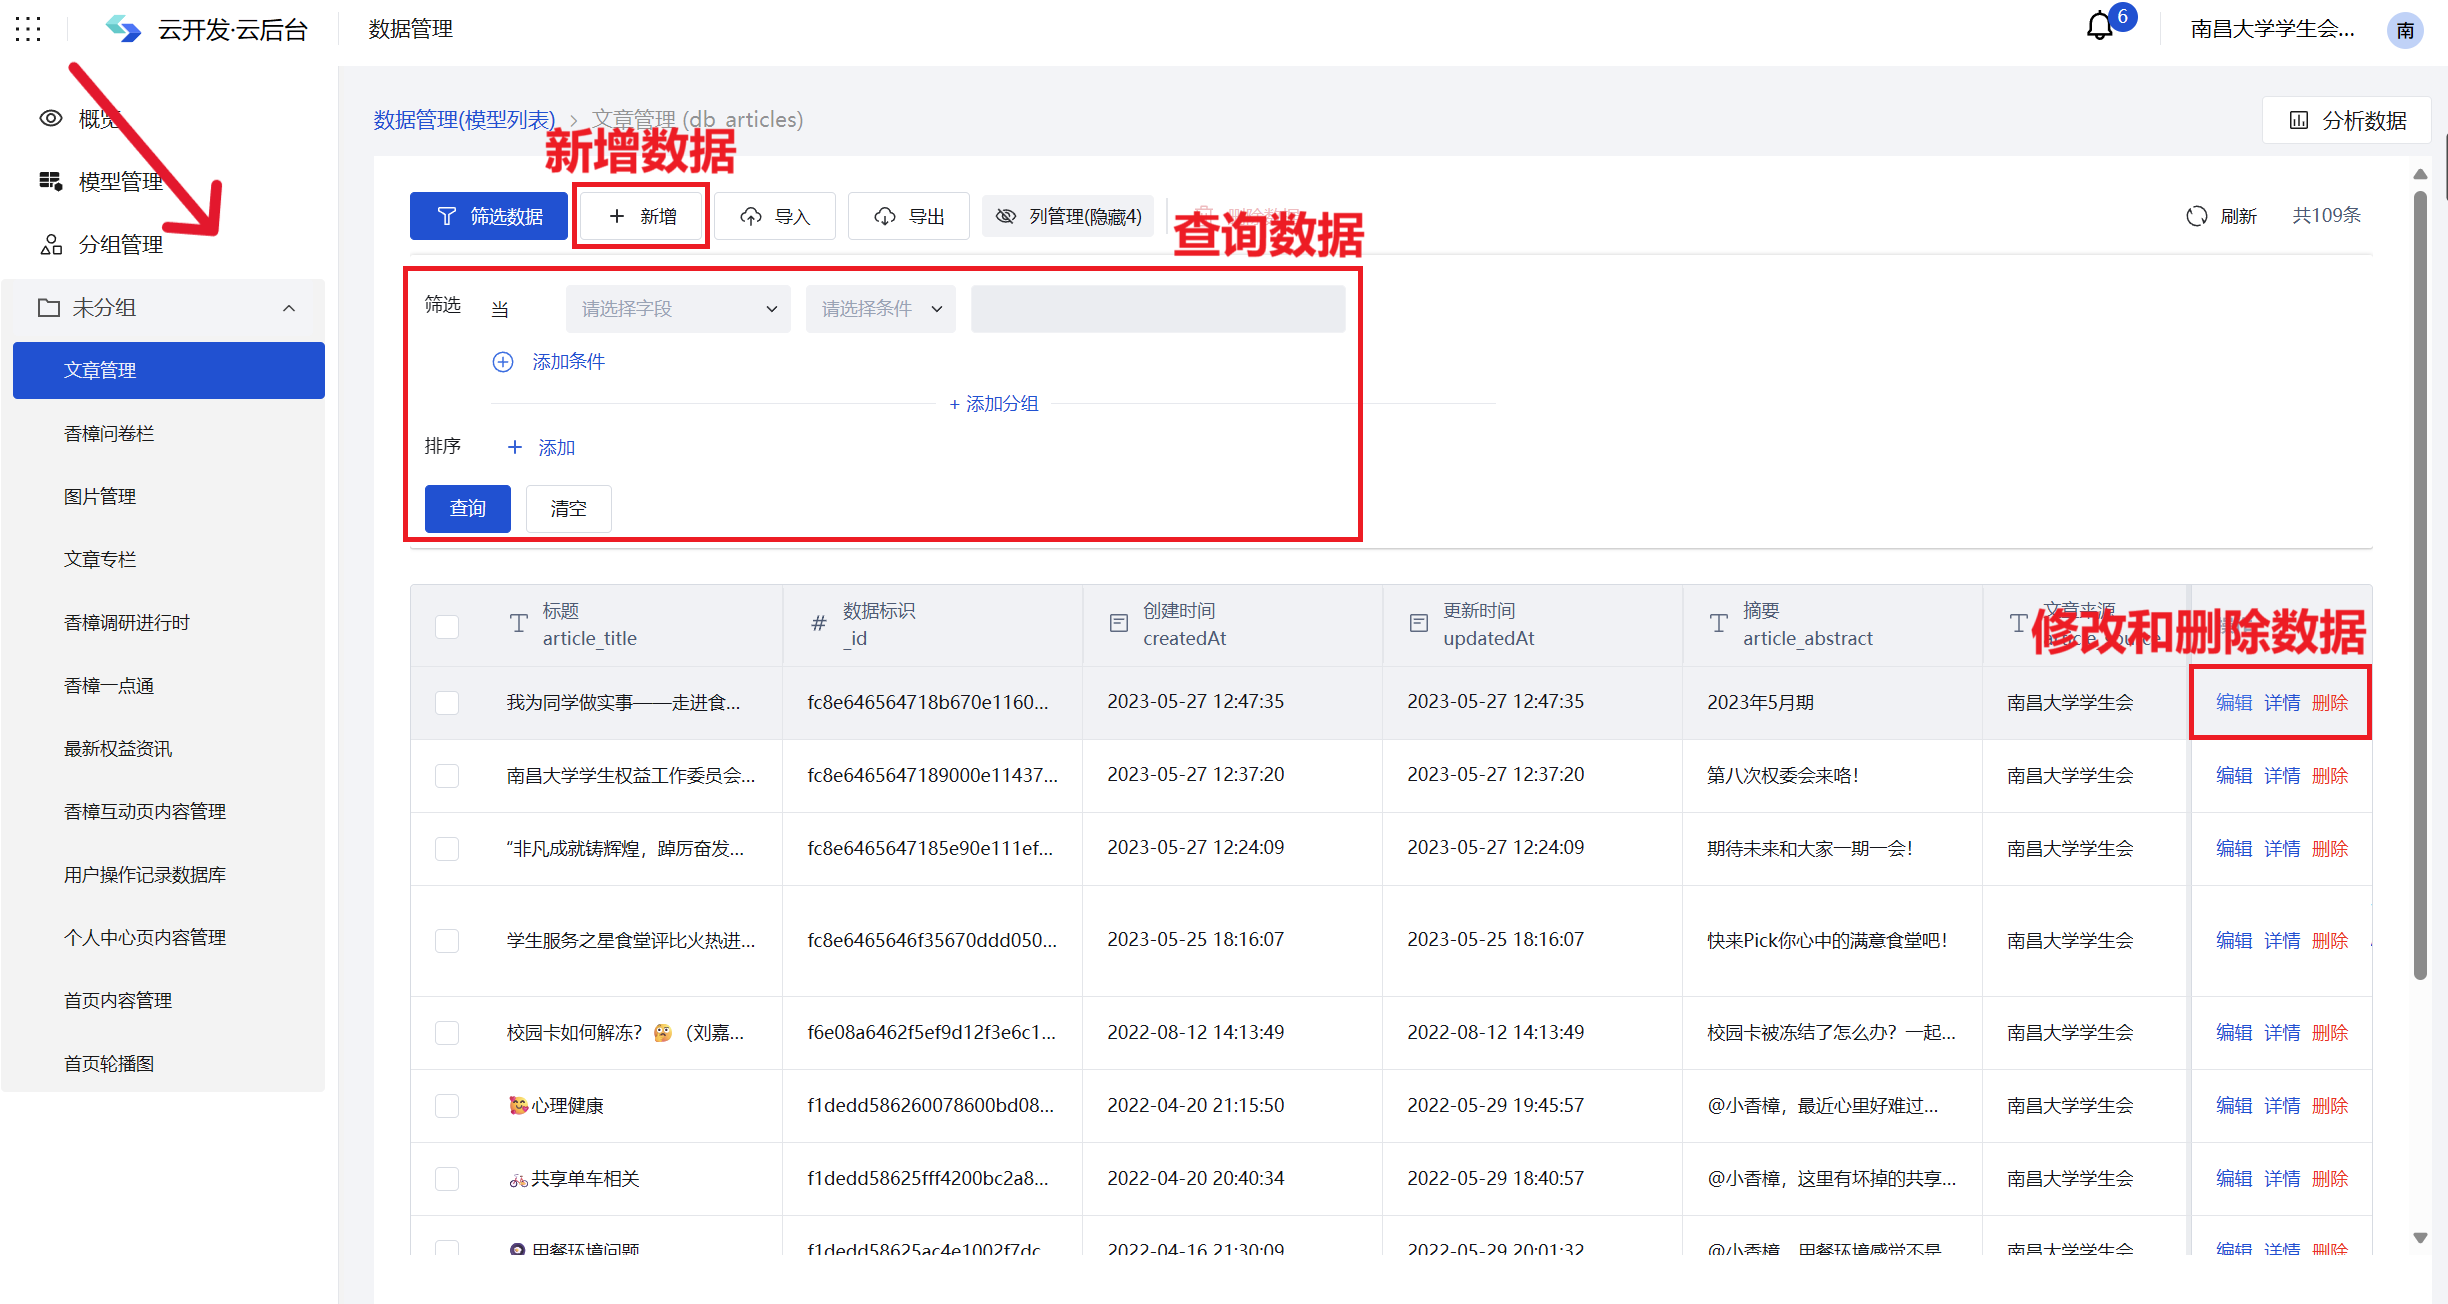 云开发·云后台
数据管理
6
南昌大学学生会...
南
概览
模型管理
分组管理
未分组
文章管理
香樟问卷栏
图片管理
文章专栏
香樟调研进行时
香樟一点通
最新权益资讯
香樟互动页内容管理
用户操作记录数据库
个人中心页内容管理
首页内容管理
首页轮播图
数据管理(模型列表) > 文章管理 (db_articles)
分析数据
新增数据
筛选数据
新增
导入
导出
列管理(隐藏4)
删除数据
查询数据
刷新
共109条
筛选 当 请选择字段 请选择条件
添加条件
+ 添加分组
排序 + 添加
查询 清空
标题 数据标识 创建时间 更新时间 摘要 文章来源
article_title _id createdAt updatedAt article_abstract article_source
修改和删除数据
我为同学做实事——走进食... fc8e646564718b670e1160... 2023-05-27 12:47:35 2023-05-27 12:47:35 2023年5月期 南昌大学学生会 编辑 详情 删除
南昌大学学生权益工作委员会... fc8e6465647189000e11437... 2023-05-27 12:37:20 2023-05-27 12:37:20 第八次权委会来咯! 南昌大学学生会 编辑 详情 删除
“非凡成就铸辉煌，踔厉奋发... fc8e6465647185e90e111ef... 2023-05-27 12:24:09 2023-05-27 12:24:09 期待未来和大家一期一会! 南昌大学学生会 编辑 详情 删除
学生服务之星食堂评比火热进... fc8e6465646f35670ddd050... 2023-05-25 18:16:07 2023-05-25 18:16:07 快来Pick你心中的满意食堂吧! 南昌大学学生会 编辑 详情 删除
校园卡如何解冻? 🤔 （刘嘉... f6e08a6462f5ef9d12f3e6c1... 2022-08-12 14:13:49 2022-08-12 14:13:49 校园卡被冻结了怎么办? 一起... 南昌大学学生会 编辑 详情 删除
🥰心理健康 f1dedd586260078600bd08... 2022-04-20 21:15:50 2022-05-29 19:45:57 @小香樟，最近心里好难过... 南昌大学学生会 编辑 详情 删除
🚲共享单车相关 f1dedd58625fff4200bc2a8... 2022-04-20 20:40:34 2022-05-29 18:40:57 @小香樟，这里有坏掉的共享... 南昌大学学生会 编辑 详情 删除
用餐环境问题 f1dedd58625ac4e1002f7dc 2022-04-16 21:30:09 2022-05-29 20:01:32 @小香樟，用餐环境感觉不是 南昌大学学生会 编辑 详情 删除